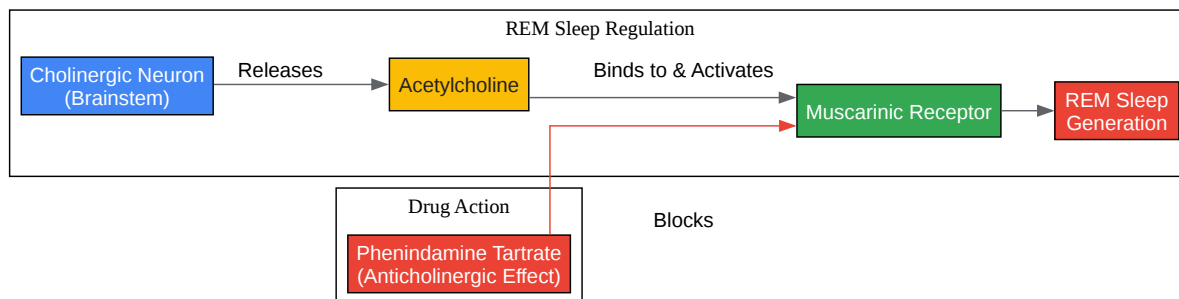 REM Sleep Regulation
Cholinergic Neuron
(Brainstem)
Releases
Acetylcholine
Binds to & Activates
Muscarinic Receptor
REM Sleep
Generation
Drug Action
Phenindamine Tartrate
(Anticholinergic Effect)
Blocks